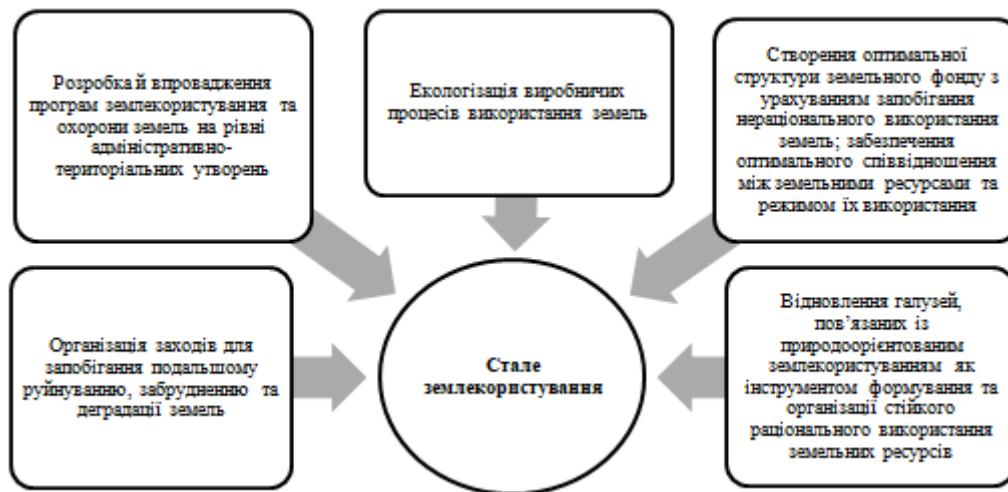 Розробка й впровадження
програм землекористування та
охорони земель на рівні
адміністративно-
територіальних утворень
Екологізація виробничих
процесів використання земель
Створення оптимальної
структури земельного фонду з
урахуванням запобігання
нераціонального використання
земель; забезпечення
оптимального співвідношення
між земельними ресурсами та
режимом їх використання
Організація заходів для
запобігання подальшому
руйнуванню, забрудненню та
деградації земель
Стале
землекористування
Відновлення галузей,
пов’язаних із
природоорієнтованим
землекористуванням як
інструментом формування та
організації стійкого
раціонального використання
земельних ресурсів